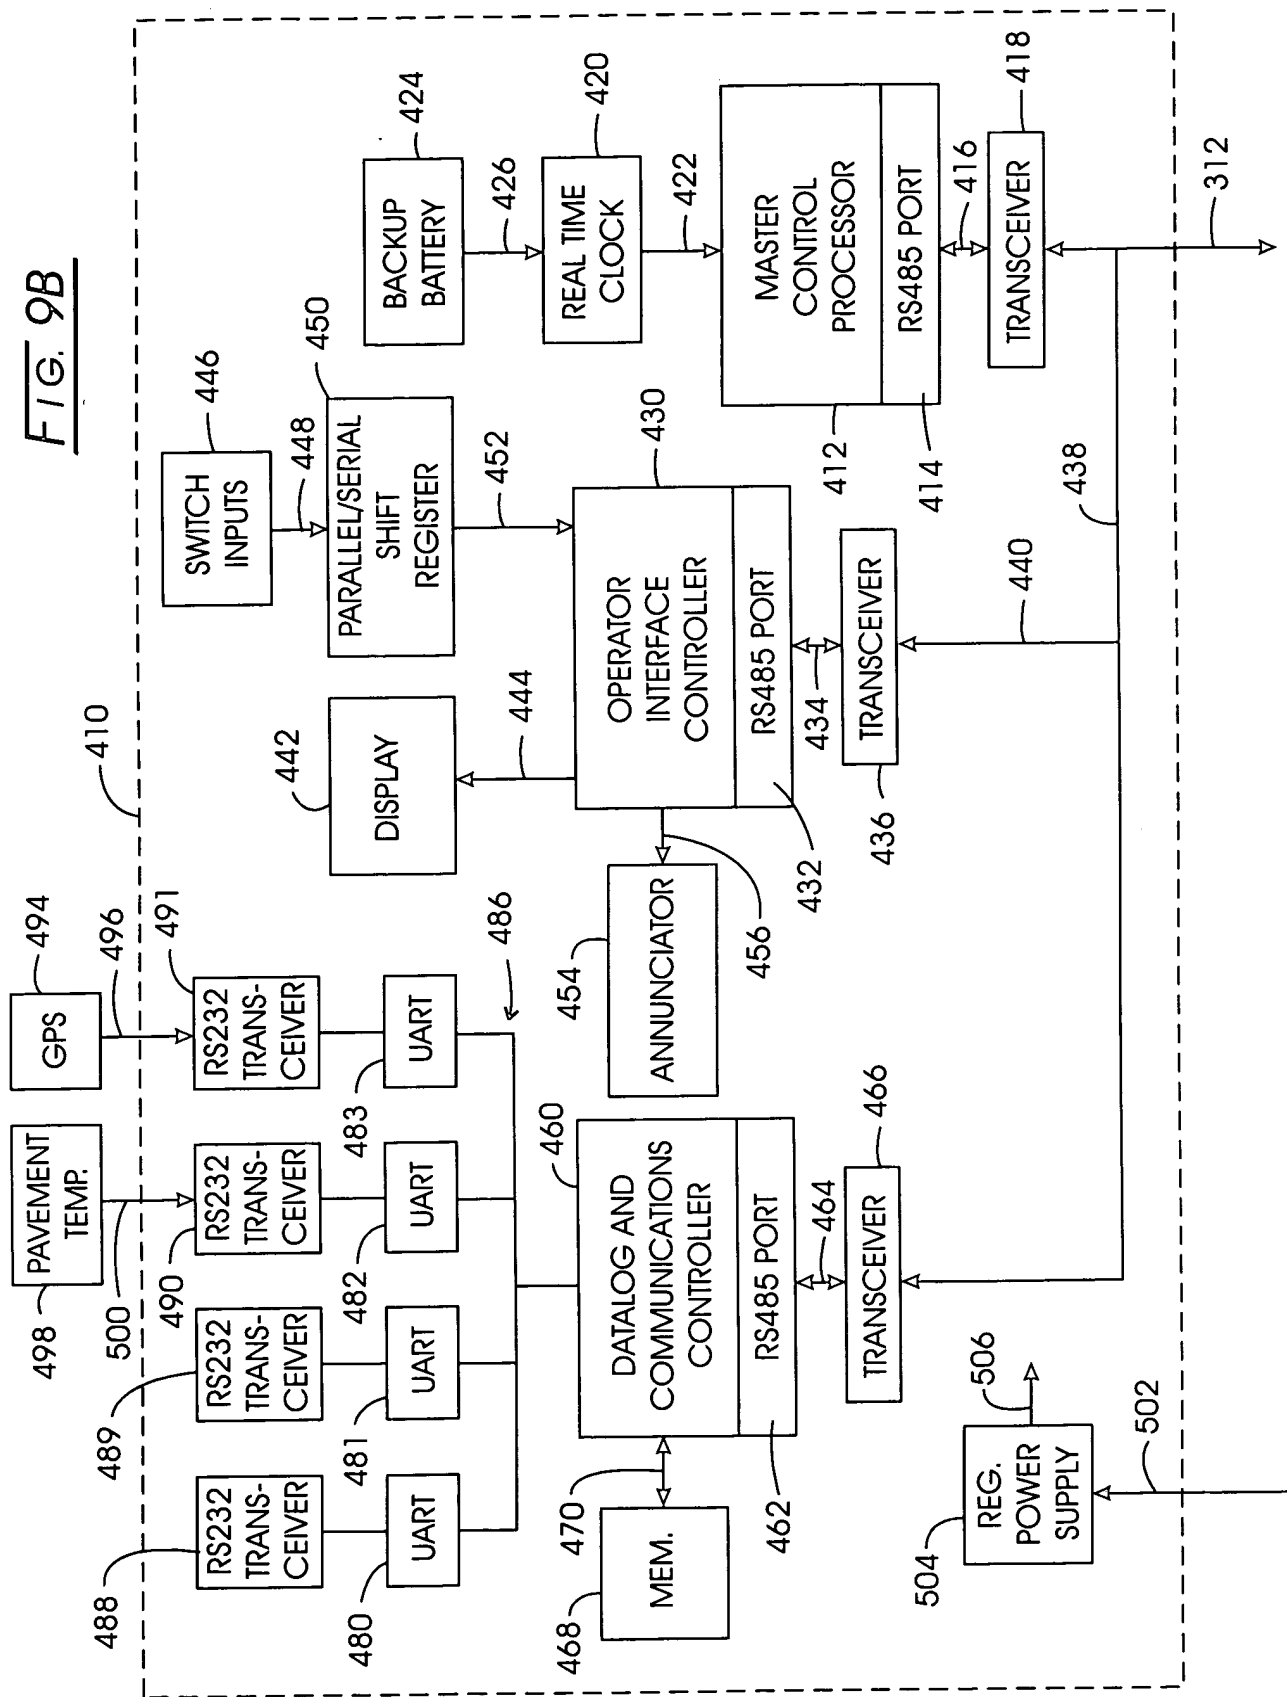 FIG. 9B
410
494
GPS
496
498
PAVEMENT
TEMP.
500
488
RS232
TRANS-
CEIVER
489
RS232
TRANS-
CEIVER
490
RS232
TRANS-
CEIVER
491
RS232
TRANS-
CEIVER
480
UART
481
UART
482
UART
483
UART
486
442
DISPLAY
444
446
SWITCH
INPUTS
448
450
PARALLEL/SERIAL
SHIFT
REGISTER
452
424
BACKUP
BATTERY
426
420
REAL TIME
CLOCK
422
468
MEM.
470
460
DATALOG AND
COMMUNICATIONS
CONTROLLER
RS485 PORT
462
464
TRANSCEIVER
466
454
ANNUNCIATOR
456
430
OPERATOR
INTERFACE
CONTROLLER
RS485 PORT
432
434
TRANSCEIVER
436
440
438
MASTER
CONTROL
PROCESSOR
412
RS485 PORT
414
416
TRANSCEIVER
418
312
504
REG.
POWER
SUPPLY
506
502